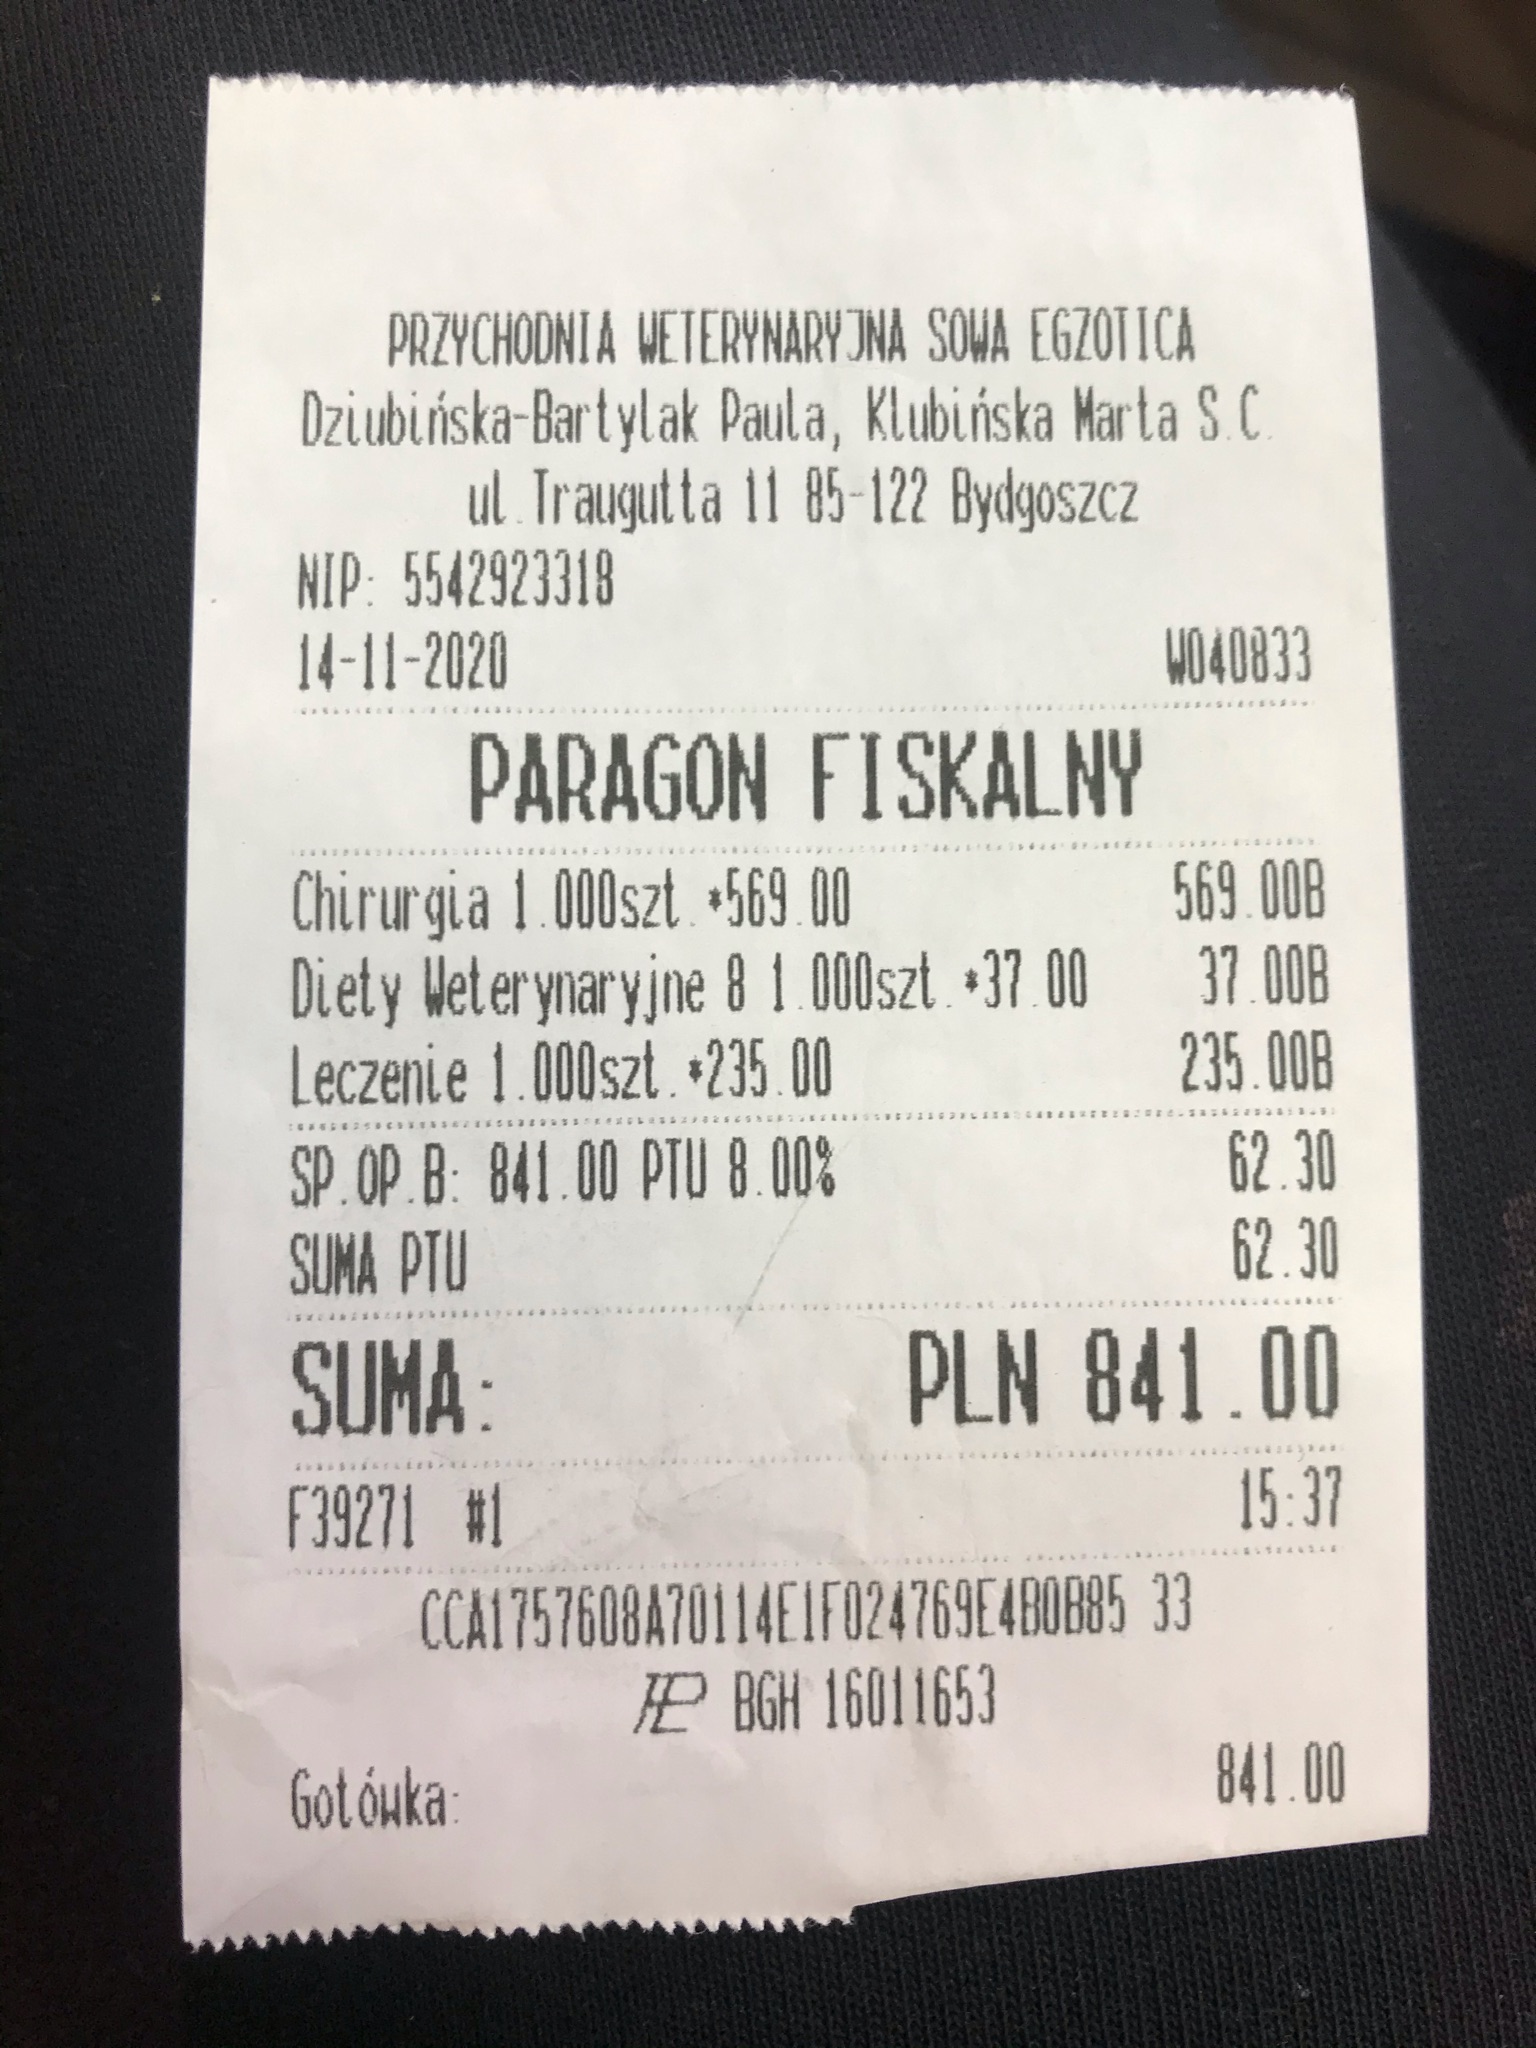 PRZYCHODNIA WETERYNARYJNA SOWA EGZOTICA
Dziubińska-Bartylak Paula, Klubińska Marta S.C.
ul.Traugutta 11 85-122 Bydgoszcz
NIP: 5542923318
14-11-2020 W040833
PARAGON FISKALNY
Chirurgia 1.000szt.*569.00 569.00B
Diety Weterynaryjne 8 1.000szt.*37.00 37.00B
Leczenie 1.000szt.*235.00 235.00B
SP.OP.B: 841.00 PTU 8.00% 62.30
SUMA PTU 62.30
SUMA: PLN 841.00
F39271 #1 15:37
CCA1757608A70114E1F024769E4B0B85 33
BGH 16011653
Gotówka: 841.00